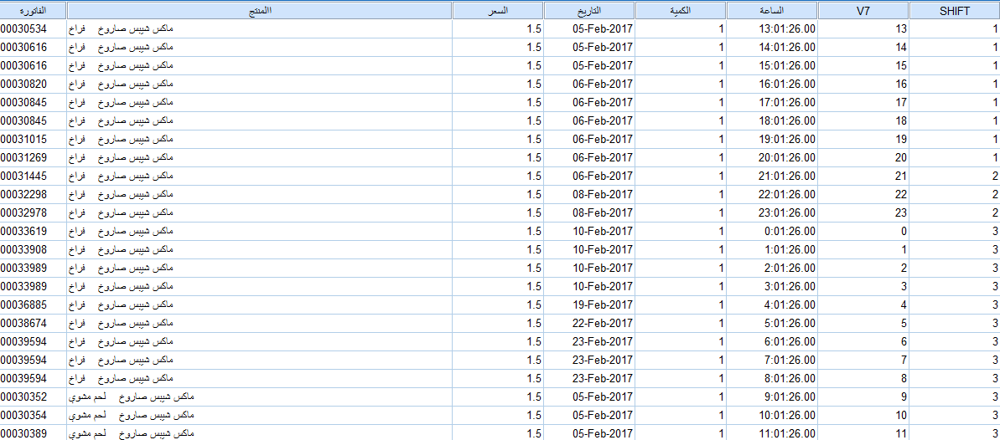 الفاتورة االمنتج السعر التاريخ الكمية الساعة V7 SHIFT
00030534 ماكس شيبس صاروخ فراخ 1.5 05-Feb-2017 1 13:01:26.00 13 1
00030616 ماكس شيبس صاروخ فراخ 1.5 05-Feb-2017 1 14:01:26.00 14 1
00030616 ماكس شيبس صاروخ فراخ 1.5 05-Feb-2017 1 15:01:26.00 15 1
00030820 ماكس شيبس صاروخ فراخ 1.5 06-Feb-2017 1 16:01:26.00 16 1
00030845 ماكس شيبس صاروخ فراخ 1.5 06-Feb-2017 1 17:01:26.00 17 1
00030845 ماكس شيبس صاروخ فراخ 1.5 06-Feb-2017 1 18:01:26.00 18 1
00031015 ماكس شيبس صاروخ فراخ 1.5 06-Feb-2017 1 19:01:26.00 19 1
00031269 ماكس شيبس صاروخ فراخ 1.5 06-Feb-2017 1 20:01:26.00 20 1
00031445 ماكس شيبس صاروخ فراخ 1.5 06-Feb-2017 1 21:01:26.00 21 2
00032298 ماكس شيبس صاروخ فراخ 1.5 08-Feb-2017 1 22:01:26.00 22 2
00032978 ماكس شيبس صاروخ فراخ 1.5 08-Feb-2017 1 23:01:26.00 23 2
00033619 ماكس شيبس صاروخ فراخ 1.5 10-Feb-2017 1 0:01:26.00 0 3
00033908 ماكس شيبس صاروخ فراخ 1.5 10-Feb-2017 1 1:01:26.00 1 3
00033989 ماكس شيبس صاروخ فراخ 1.5 10-Feb-2017 1 2:01:26.00 2 3
00033989 ماكس شيبس صاروخ فراخ 1.5 10-Feb-2017 1 3:01:26.00 3 3
00036885 ماكس شيبس صاروخ فراخ 1.5 19-Feb-2017 1 4:01:26.00 4 3
00038674 ماكس شيبس صاروخ فراخ 1.5 22-Feb-2017 1 5:01:26.00 5 3
00039594 ماكس شيبس صاروخ فراخ 1.5 23-Feb-2017 1 6:01:26.00 6 3
00039594 ماكس شيبس صاروخ فراخ 1.5 23-Feb-2017 1 7:01:26.00 7 3
00039594 ماكس شيبس صاروخ فراخ 1.5 23-Feb-2017 1 8:01:26.00 8 3
00030352 ماكس شيبس صاروخ لحم مشوي 1.5 05-Feb-2017 1 9:01:26.00 9 3
00030354 ماكس شيبس صاروخ لحم مشوي 1.5 05-Feb-2017 1 10:01:26.00 10 3
00030389 ماكس شيبس صاروخ لحم مشوي 1.5 05-Feb-2017 1 11:01:26.00 11 3